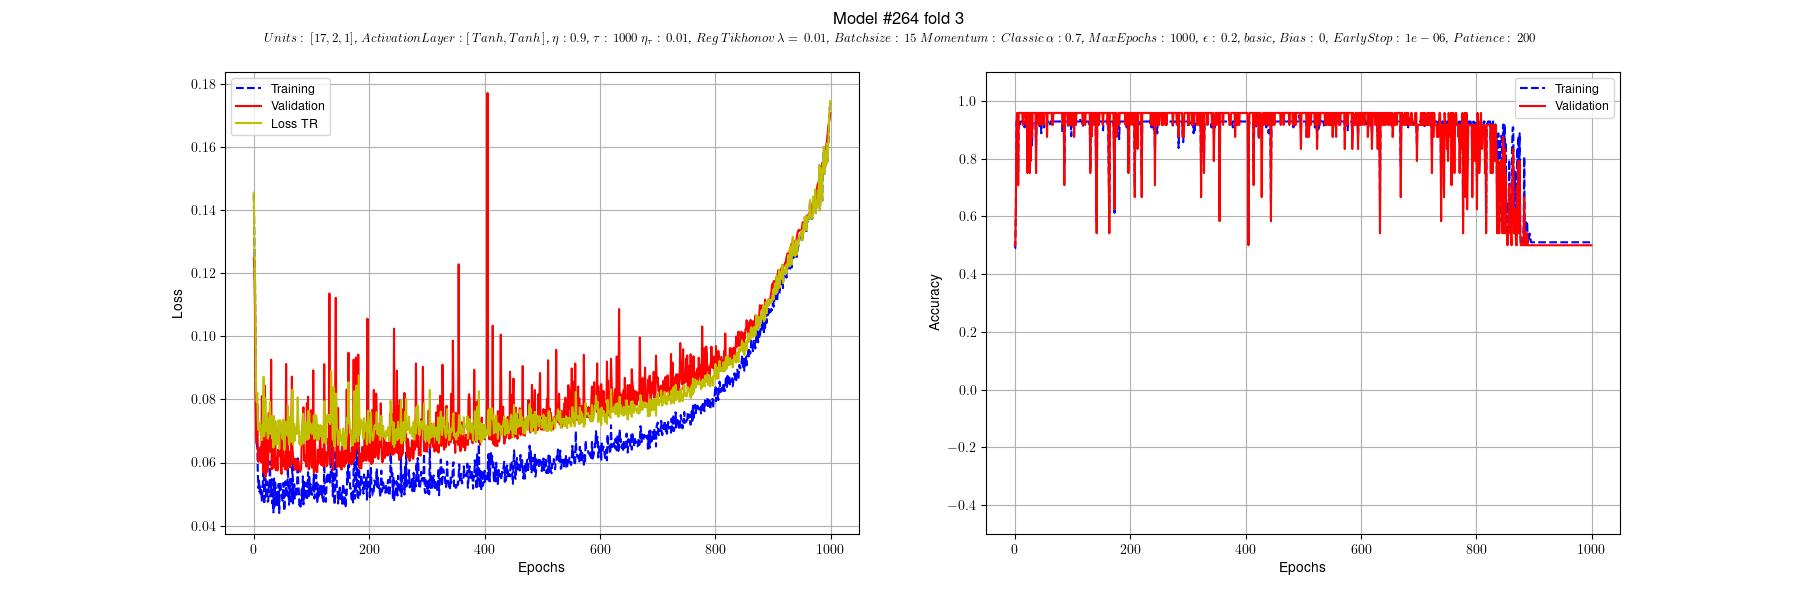 Model #264 fold 3
Units : [17, 2, 1], ActivationLayer : [Tanh, Tanh], η : 0.9, τ : 1000 ητ : 0.01, Reg Tikhonov λ = 0.01, Batchsize : 15 Momentum : Classic α : 0.7, MaxEpochs : 1000, ϵ : 0.2, basic, Bias : 0, EarlyStop : 1e − 06, Patience : 200
Loss
0.18
0.16
0.14
0.12
0.10
0.08
0.06
0.04
Training
Validation
Loss TR
0 200 400 600 800 1000
Epochs
Accuracy
1.0
0.8
0.6
0.4
0.2
0.0
−0.2
−0.4
Training
Validation
0 200 400 600 800 1000
Epochs